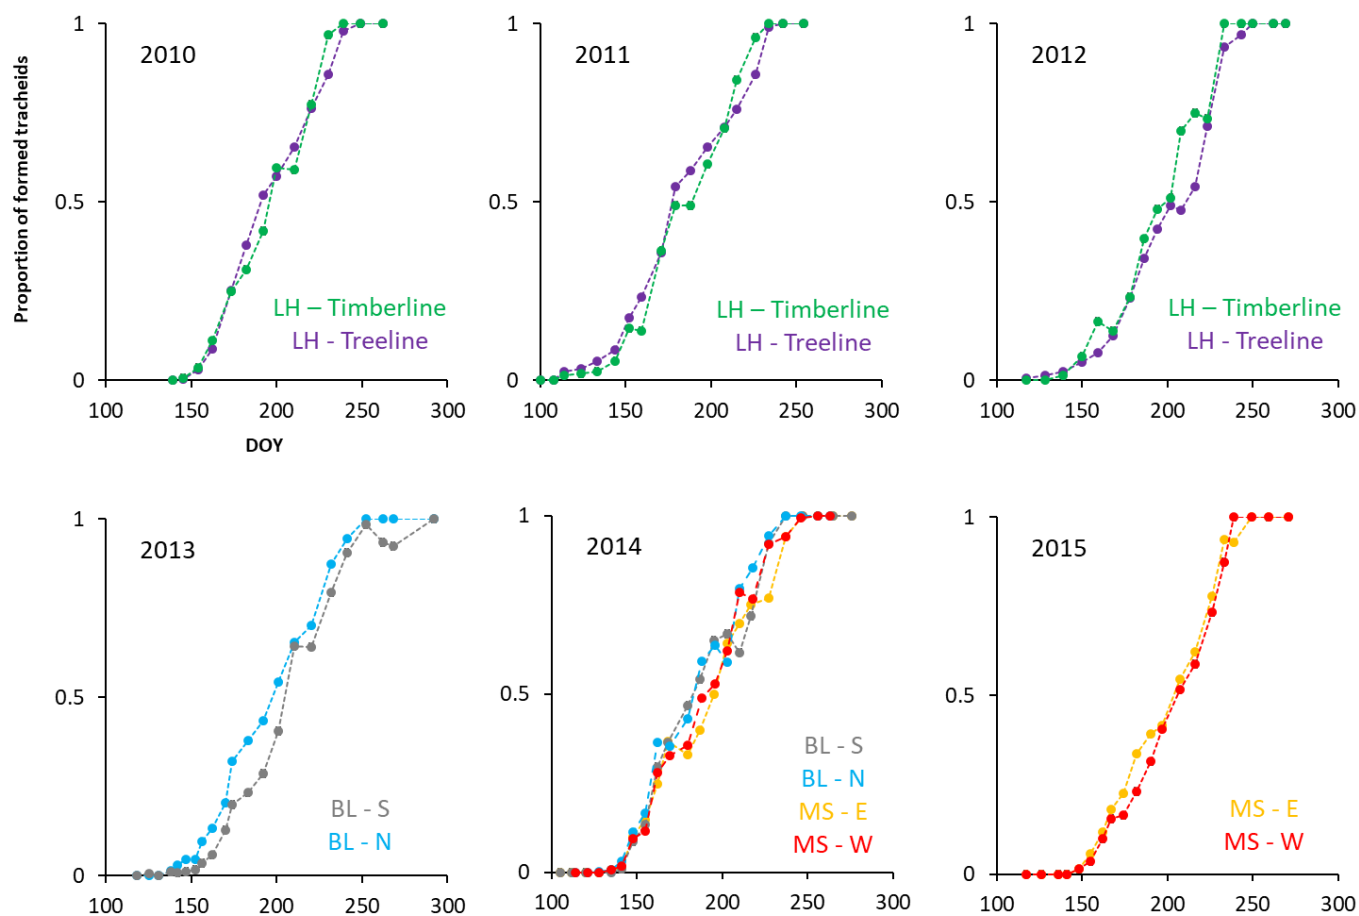 Proportion of formed tracheids
1
0.5
0
2010
LH – Timberline
LH - Treeline
100 150 200 250 300
DOY
1
0.5
0
2011
LH – Timberline
LH - Treeline
100 150 200 250 300
1
0.5
0
2012
LH – Timberline
LH - Treeline
100 150 200 250 300
1
0.5
0
2013
BL - S
BL - N
100 150 200 250 300
1
0.5
0
2014
BL - S
BL - N
MS - E
MS - W
100 150 200 250 300
1
0.5
0
2015
MS - E
MS - W
100 150 200 250 300